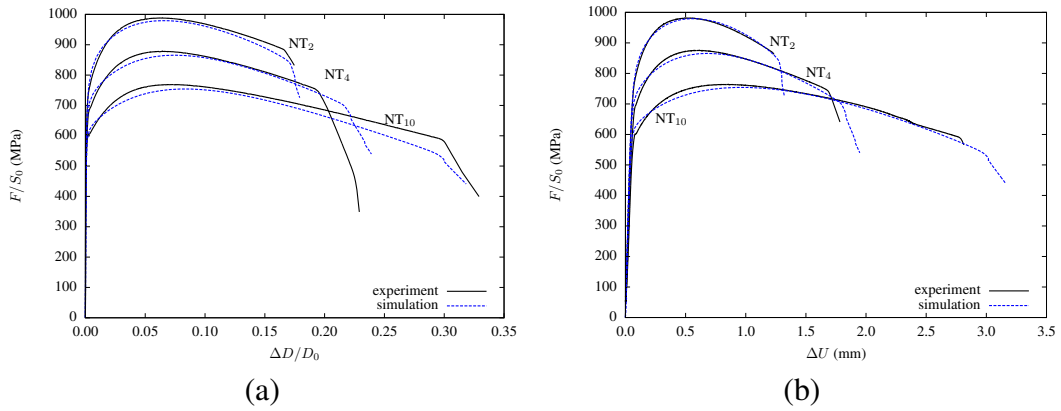 1000
900
800
700
600
500
400
300
200
100
0
F/S₀ (MPa)
0.00 0.05 0.10 0.15 0.20 0.25 0.30 0.35
ΔD/D₀
NT₂
NT₄
NT₁₀
experiment
simulation
(a)
1000
900
800
700
600
500
400
300
200
100
0
F/S₀ (MPa)
0.0 0.5 1.0 1.5 2.0 2.5 3.0 3.5
ΔU (mm)
NT₂
NT₄
NT₁₀
experiment
simulation
(b)